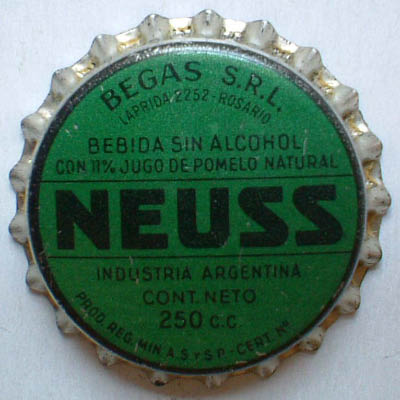 BEGAS S.R.L.
LAPRIDA 2252 - ROSARIO
BEBIDA SIN ALCOHOL
CON 11% JUGO DE POMELO NATURAL
NEUSS
INDUSTRIA ARGENTINA
CONT. NETO
250 C.C.
PROD. REG. MIN. A.S y S P. - CERT. Nº